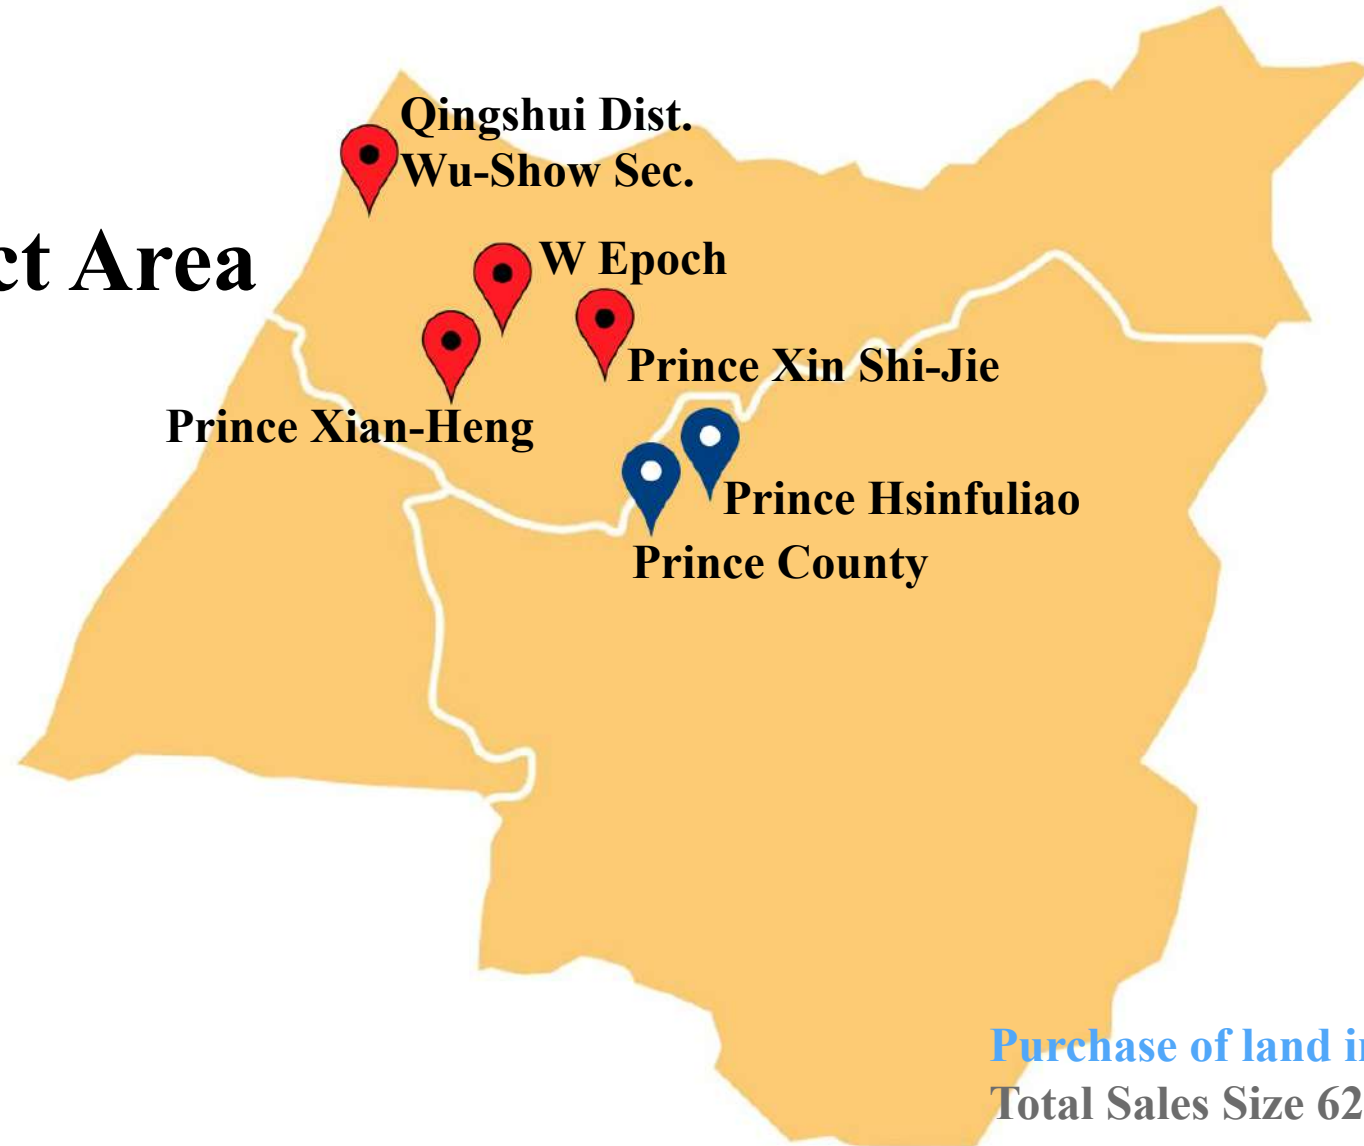 Qingshui Dist.
Wu-Show Sec.
ct Area
W Epoch
Prince Xin Shi-Jie
Prince Xian-Heng
Prince Hsinfuliao
Prince County
Purchase of land
Total Sales Size 62